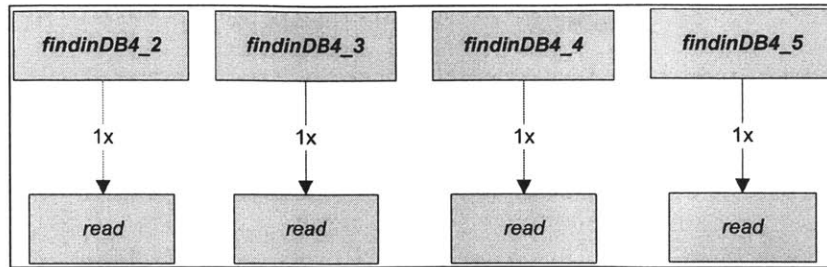 findinDB4_2 findinDB4_3 findinDB4_4 findinDB4_5
1x 1x 1x 1x
read read read read